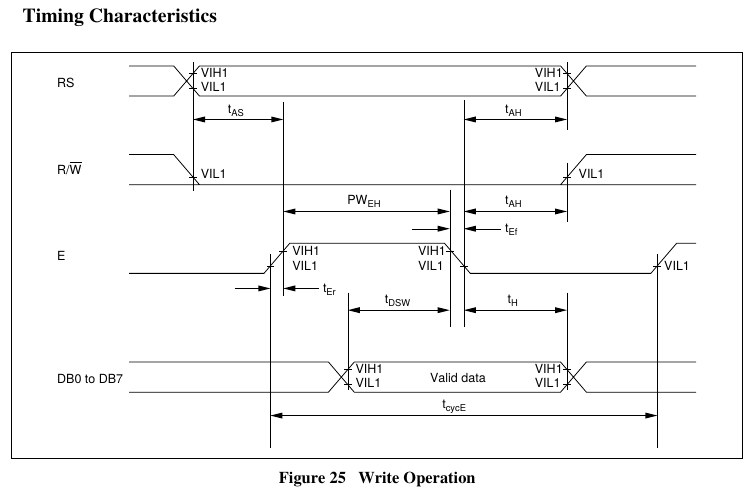 Timing Characteristics
RS
VIH1
VIL1
VIH1
VIL1
tAS
tAH
R/W̅
VIL1
VIL1
PWEH
tAH
tEf
E
VIH1
VIL1
VIH1
VIL1
VIL1
tEr
tDSW
tH
DB0 to DB7
VIH1
VIL1
Valid data
VIH1
VIL1
tcycE
Figure 25 Write Operation